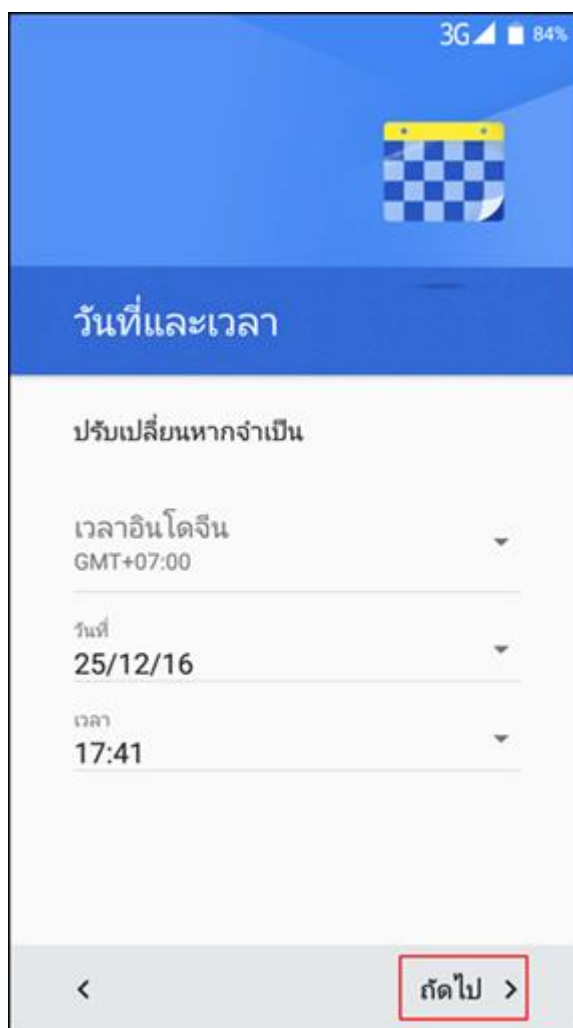 3G 84%
วันที่และเวลา
ปรับเปลี่ยนหากจำเป็น
เวลาอินโดจีน
GMT+07:00
วันที่
25/12/16
เวลา
17:41
ถัดไป